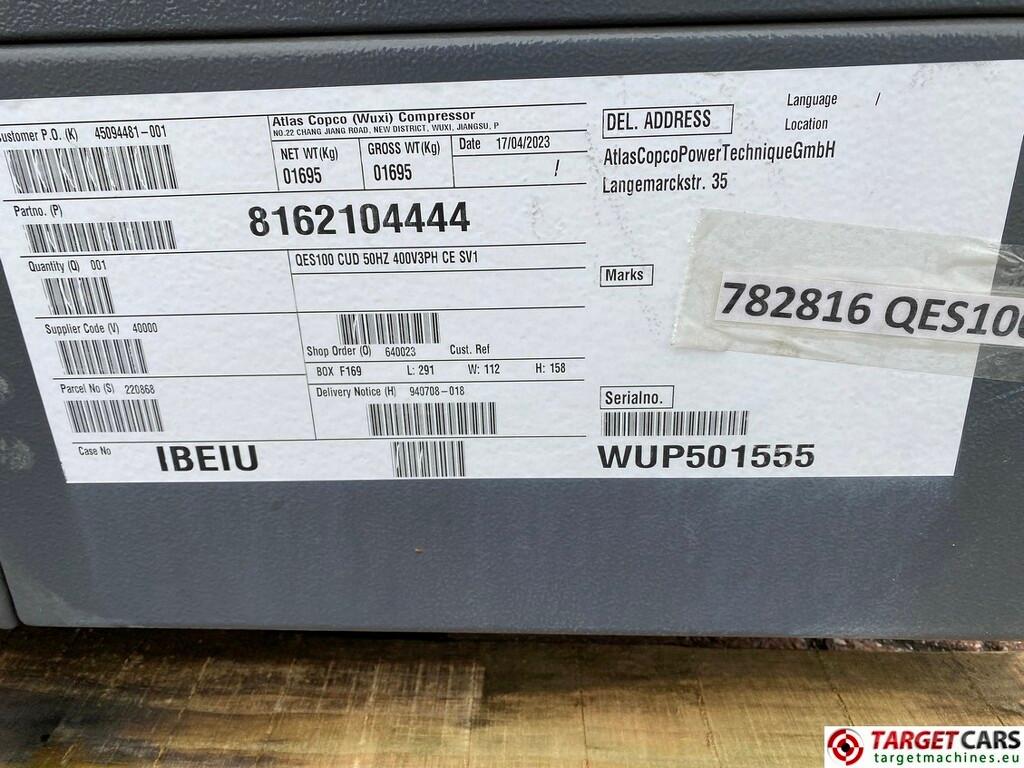 ustomer P.O. (K) 45094481-001
Atlas Copco (Wuxi) Compressor
NO.22 CHANG JIANG ROAD, NEW DISTRICT, WUXI, JIANGSU, P
NET WT(Kg) GROSS WT(Kg) Date 17/04/2023
01695 01695 /
Partno. (P)
8162104444
Quantity (Q) 001
QES100 CUD 50HZ 400V3PH CE SV1
Supplier Code (V) 40000
Shop Order (O) 640023 Cust. Ref
BOX F169 L: 291 W: 112 H: 158
Parcel No (S) 220868
Delivery Notice (H) 940708-018
Case No IBEIU
DEL. ADDRESS
Language /
Location
AtlasCopcoPowerTechniqueGmbH
Langemarckstr. 35
Marks
782816 QES100
Serialno.
WUP501555
TARGETCARS
targetmachines.eu